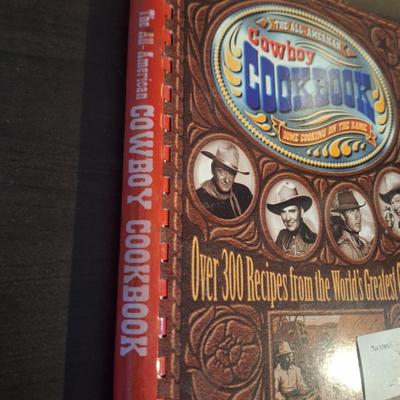 The All-American COWBOY COOKBOOK
THE ALL-AMERICAN
Cowboy
COOKBOOK
HOME COOKING ON THE RANGE
Over 300 Recipes from the World's Greatest